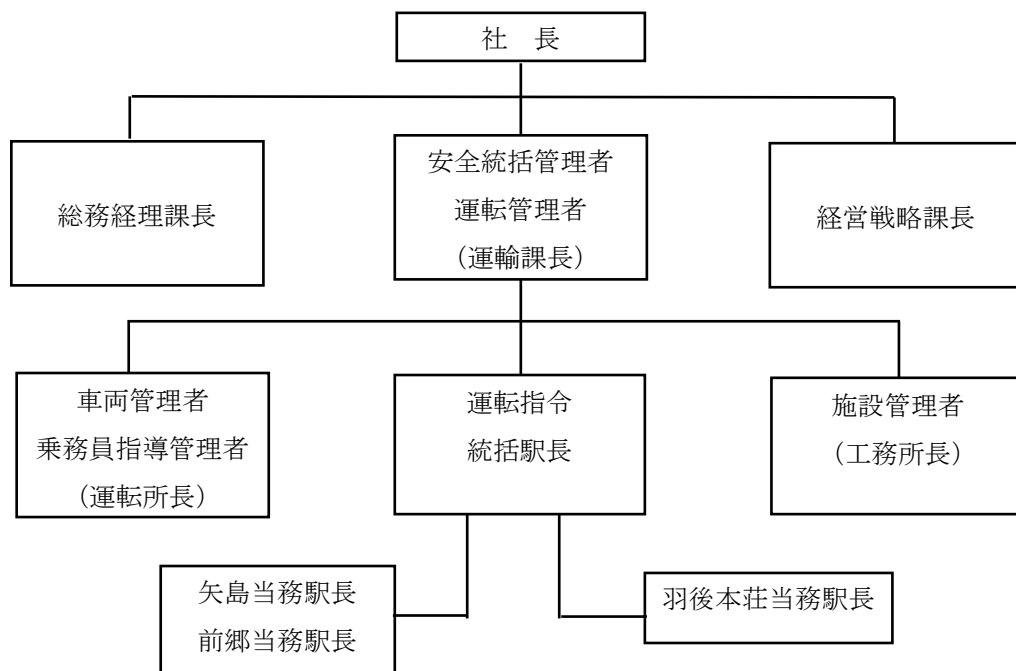 社　長
総務経理課長
安全統括管理者
運転管理者
（運輸課長）
経営戦略課長
車両管理者
乗務員指導管理者
（運転所長）
運転指令
統括駅長
施設管理者
（工務所長）
矢島当務駅長
前郷当務駅長
羽後本荘当務駅長